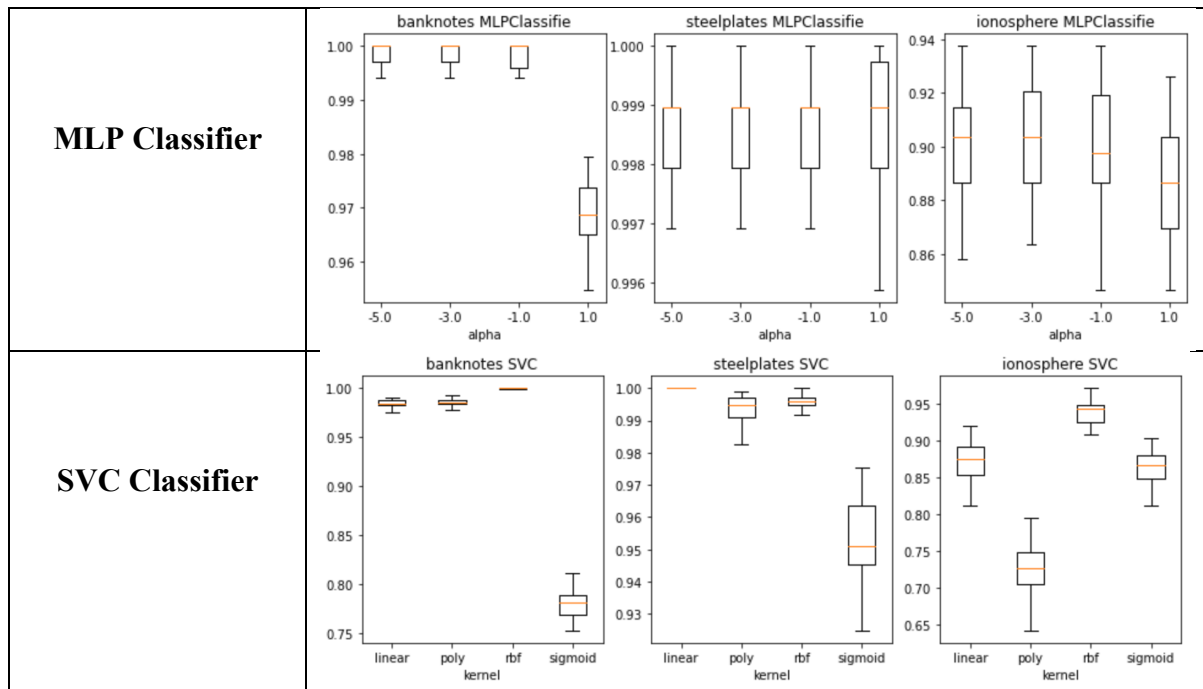 MLP Classifier
banknotes MLPClassifie
1.00
0.99
0.98
0.97
0.96
-5.0 -3.0 -1.0 1.0
alpha
steelplates MLPClassifie
1.000
0.999
0.998
0.997
0.996
-5.0 -3.0 -1.0 1.0
alpha
ionosphere MLPClassifie
0.94
0.92
0.90
0.88
0.86
-5.0 -3.0 -1.0 1.0
alpha
SVC Classifier
banknotes SVC
1.00
0.95
0.90
0.85
0.80
0.75
linear poly rbf sigmoid
kernel
steelplates SVC
1.00
0.99
0.98
0.97
0.96
0.95
0.94
0.93
linear poly rbf sigmoid
kernel
ionosphere SVC
0.95
0.90
0.85
0.80
0.75
0.70
0.65
linear poly rbf sigmoid
kernel